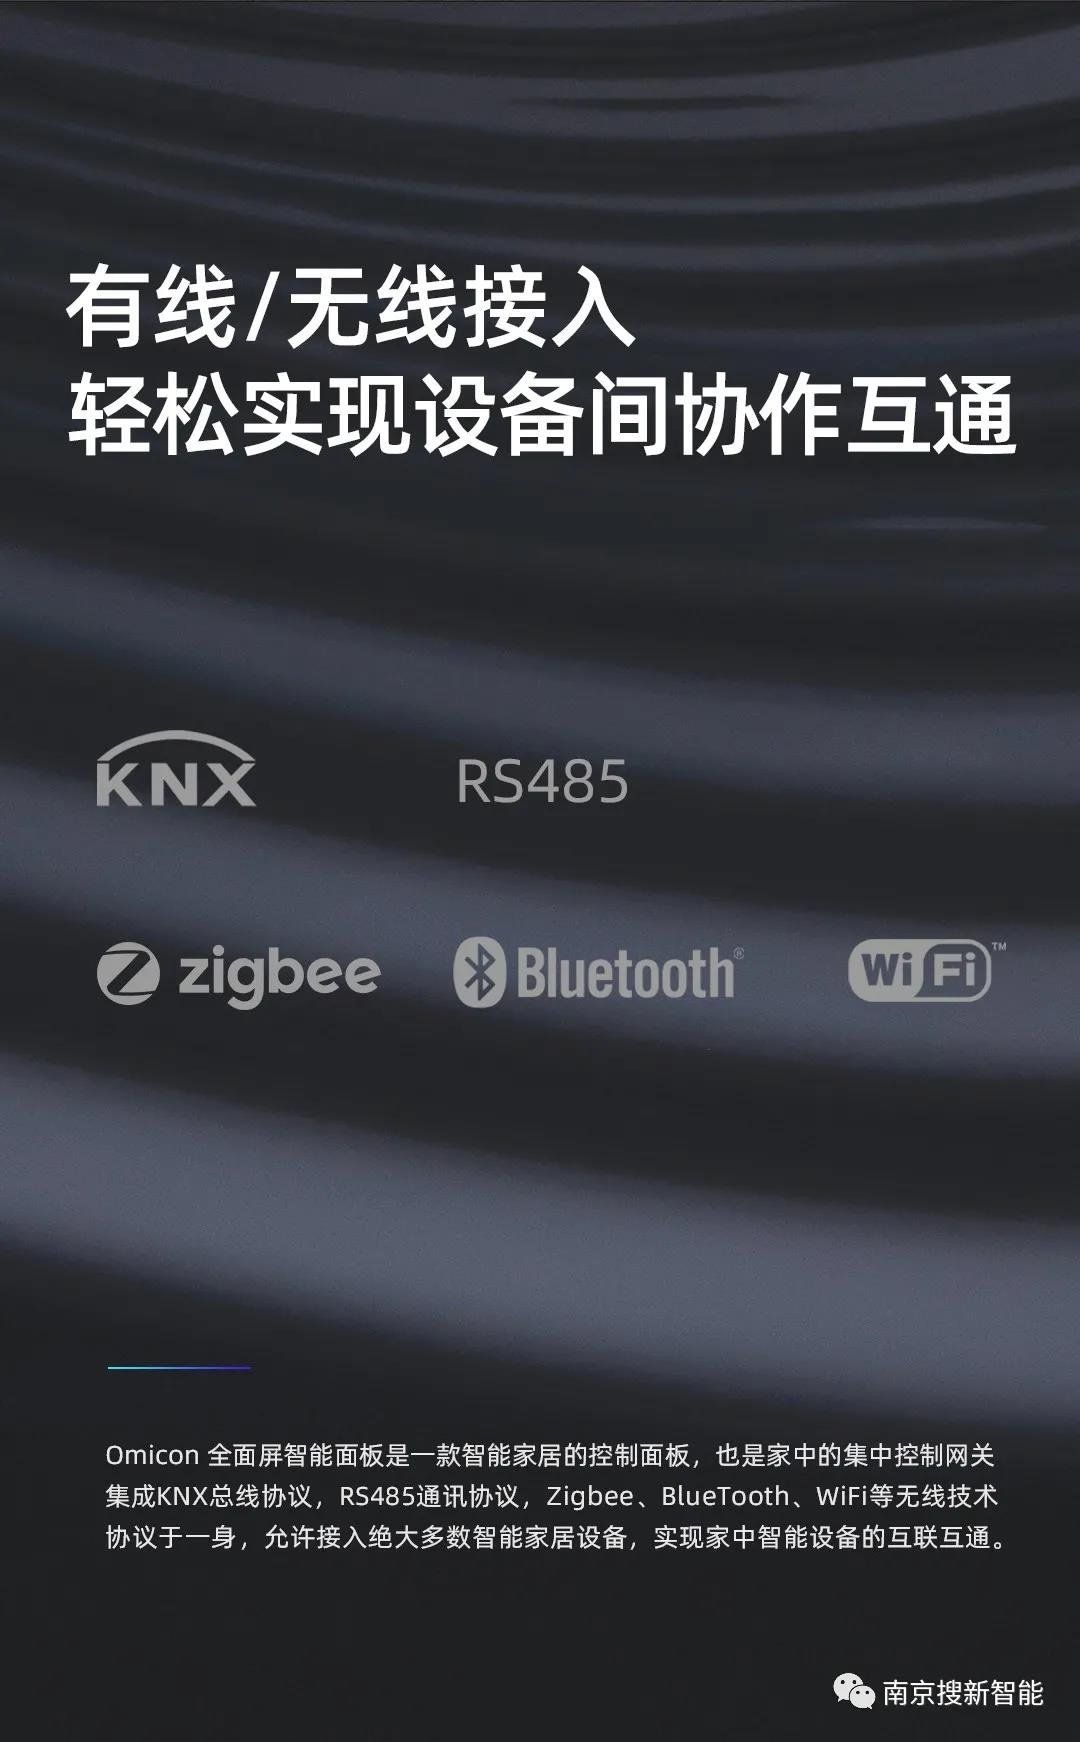 有线/无线接入
轻松实现设备间协作互通
KNX
RS485
zigbee
Bluetooth®
WiFi™
Omicon 全面屏智能面板是一款智能家居的控制面板，也是家中的集中控制网关
集成KNX总线协议，RS485通讯协议，Zigbee、BlueTooth、WiFi等无线技术
协议于一身，允许接入绝大多数智能家居设备，实现家中智能设备的互联互通。
南京搜新智能